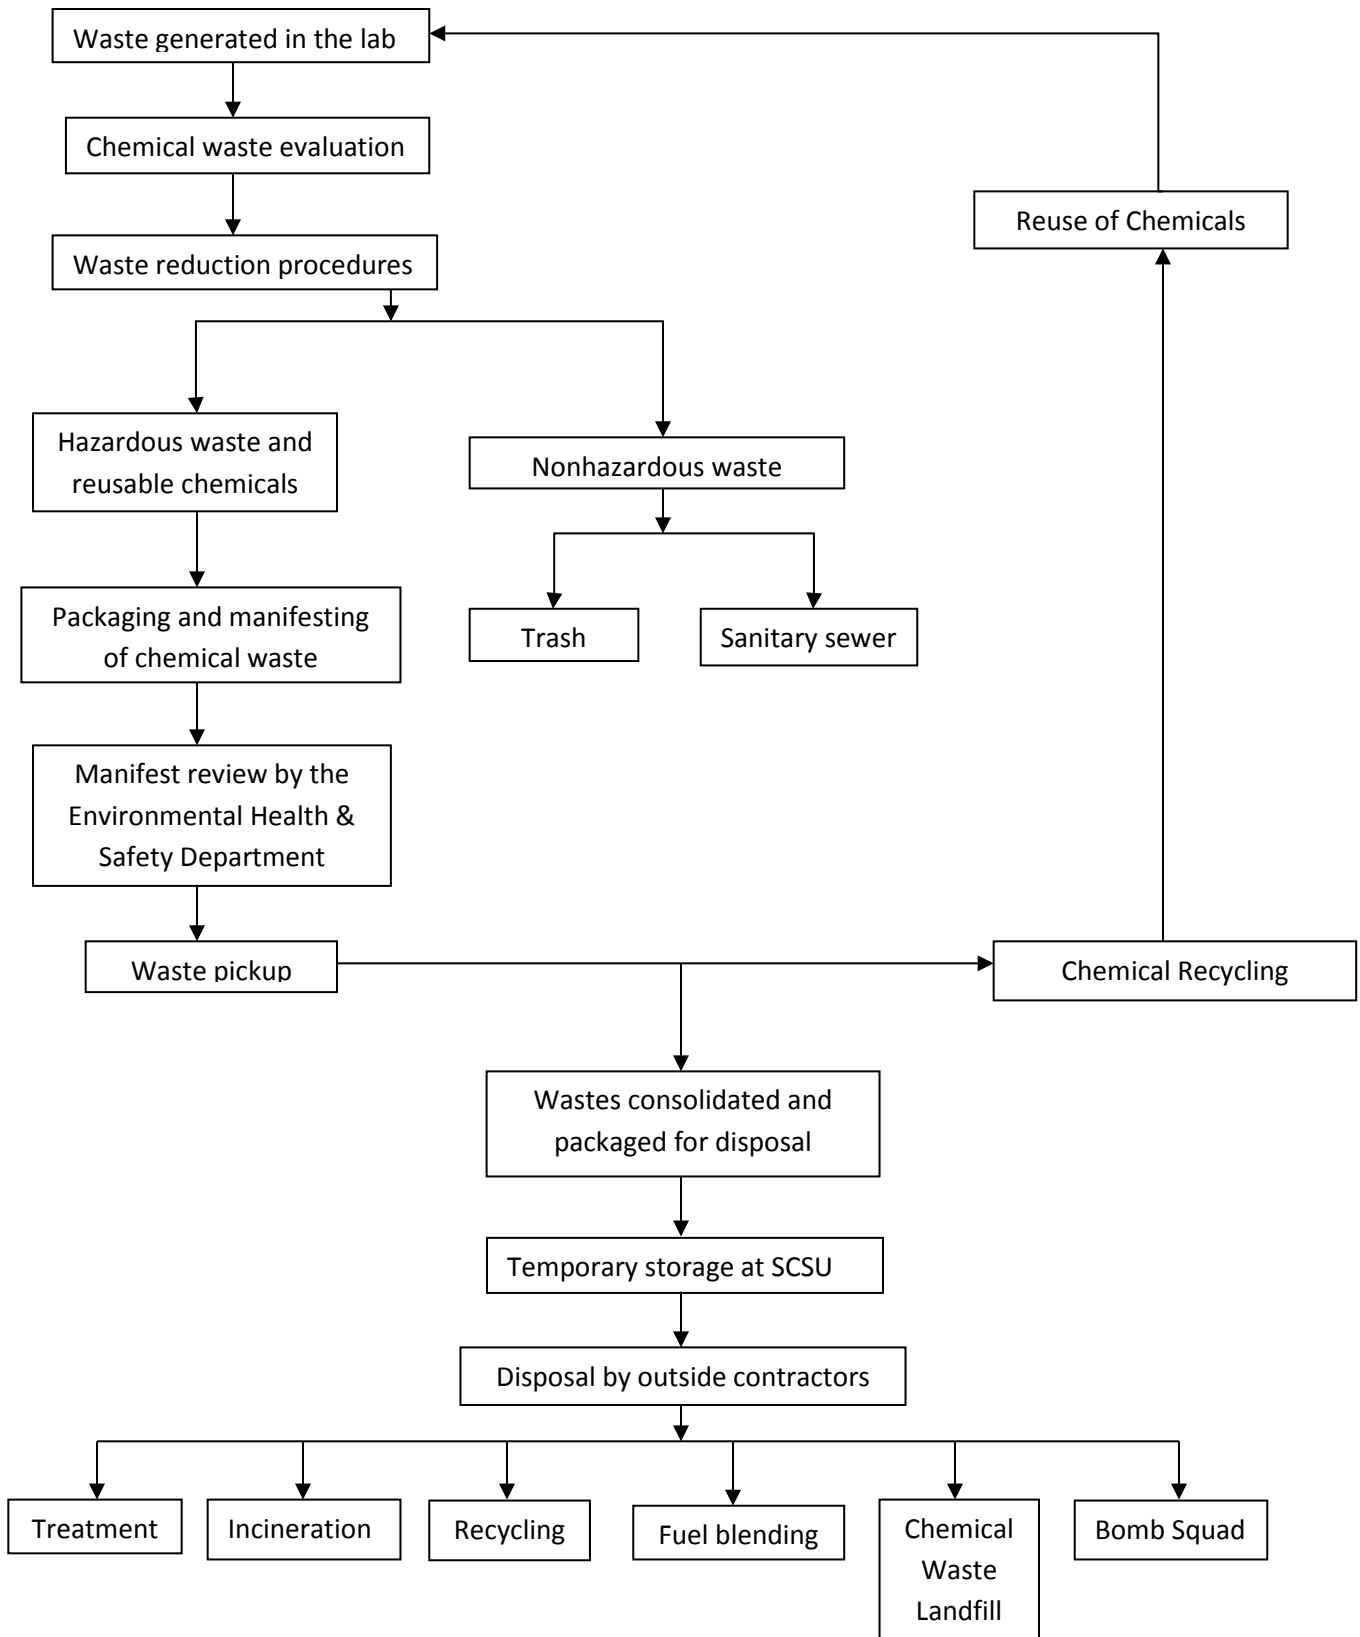 Waste generated in the lab
Chemical waste evaluation
Reuse of Chemicals
Waste reduction procedures
Hazardous waste and
reusable chemicals
Nonhazardous waste
Packaging and manifesting
of chemical waste
Trash
Sanitary sewer
Manifest review by the
Environmental Health &
Safety Department
Waste pickup
Chemical Recycling
Wastes consolidated and
packaged for disposal
Temporary storage at SCSU
Disposal by outside contractors
Treatment
Incineration
Recycling
Fuel blending
Chemical
Waste
Landfill
Bomb Squad